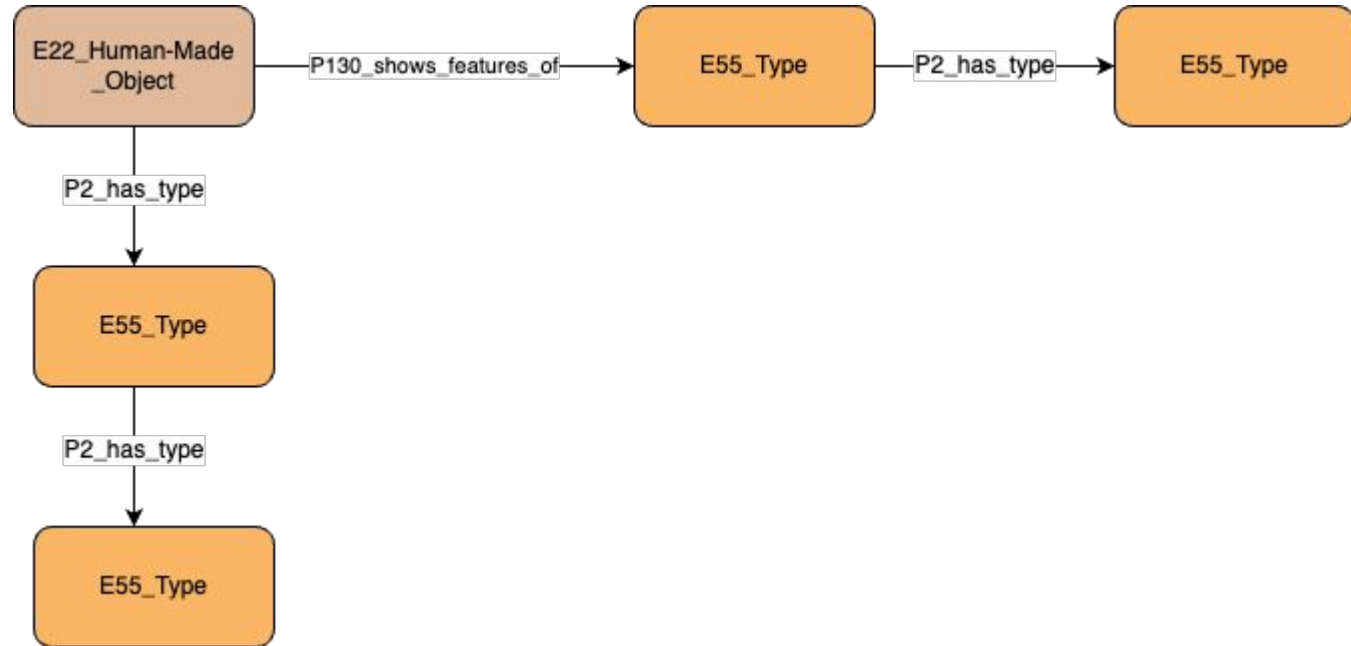 E22_Human-Made
_Object
P130_shows_features_of
E55_Type
P2_has_type
E55_Type
P2_has_type
E55_Type
P2_has_type
E55_Type